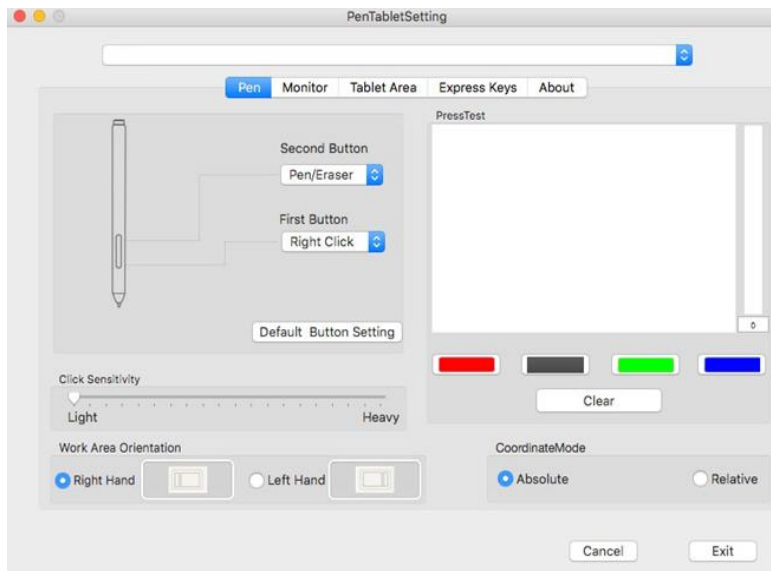 PenTabletSetting
Pen Monitor Tablet Area Express Keys About
PressTest
Second Button
Pen/Eraser
First Button
Right Click
Default Button Setting
0
Clear
Click Sensitivity
Light Heavy
Work Area Orientation
Right Hand Left Hand
CoordinateMode
Absolute Relative
Cancel Exit